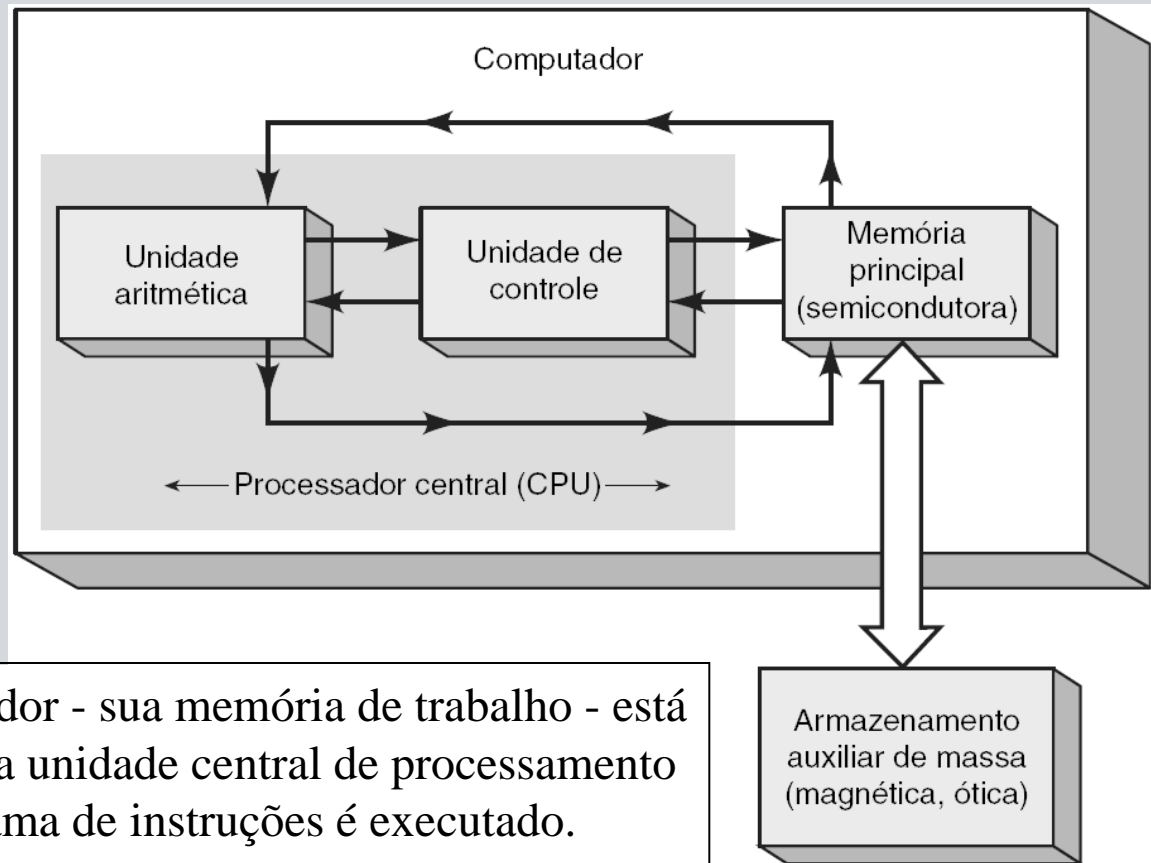 Computador
Unidade
aritmética
Unidade de
controle
Memória
principal
(semicondutora)
Processador central (CPU)
dor - sua memória de trabalho - está
a unidade central de processamento
ama de instruções é executado.
Armazenamento
auxiliar de massa
(magnética, ótica)